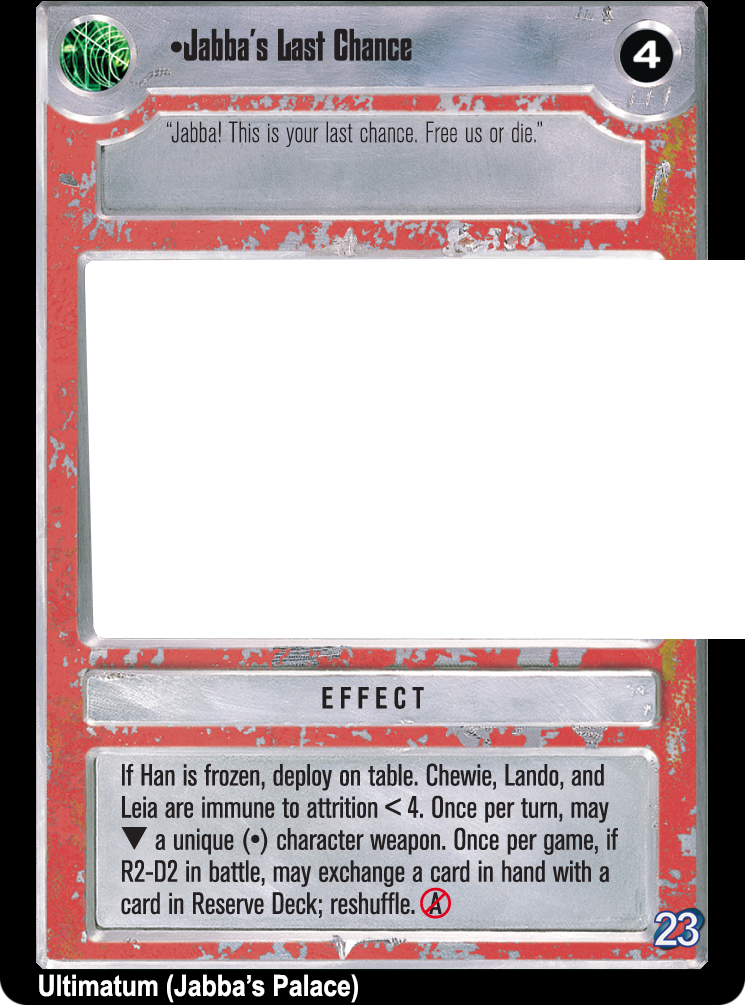 •Jabba's Last Chance
4
“Jabba! This is your last chance. Free us or die.”
EFFECT
If Han is frozen, deploy on table. Chewie, Lando, and
Leia are immune to attrition < 4. Once per turn, may
▼ a unique (•) character weapon. Once per game, if
R2-D2 in battle, may exchange a card in hand with a
card in Reserve Deck; reshuffle. A
23
Ultimatum (Jabba's Palace)